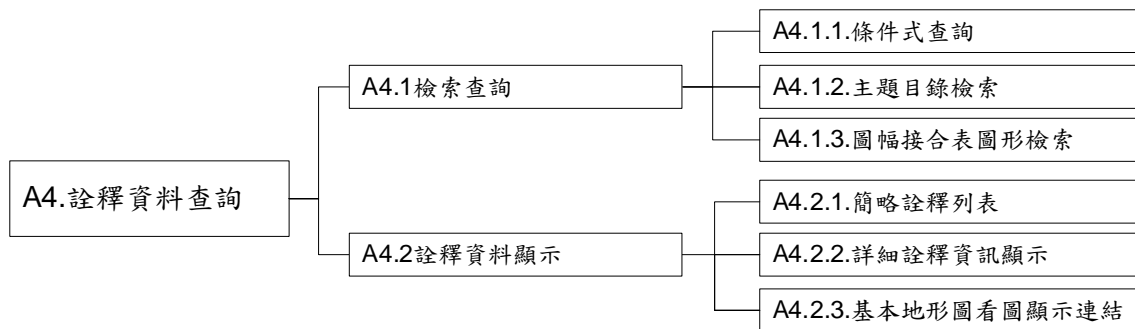 A4.詮釋資料查詢
A4.1檢索查詢
A4.1.1.條件式查詢
A4.1.2.主題目錄檢索
A4.1.3.圖幅接合表圖形檢索
A4.2詮釋資料顯示
A4.2.1.簡略詮釋列表
A4.2.2.詳細詮釋資訊顯示
A4.2.3.基本地形圖看圖顯示連結